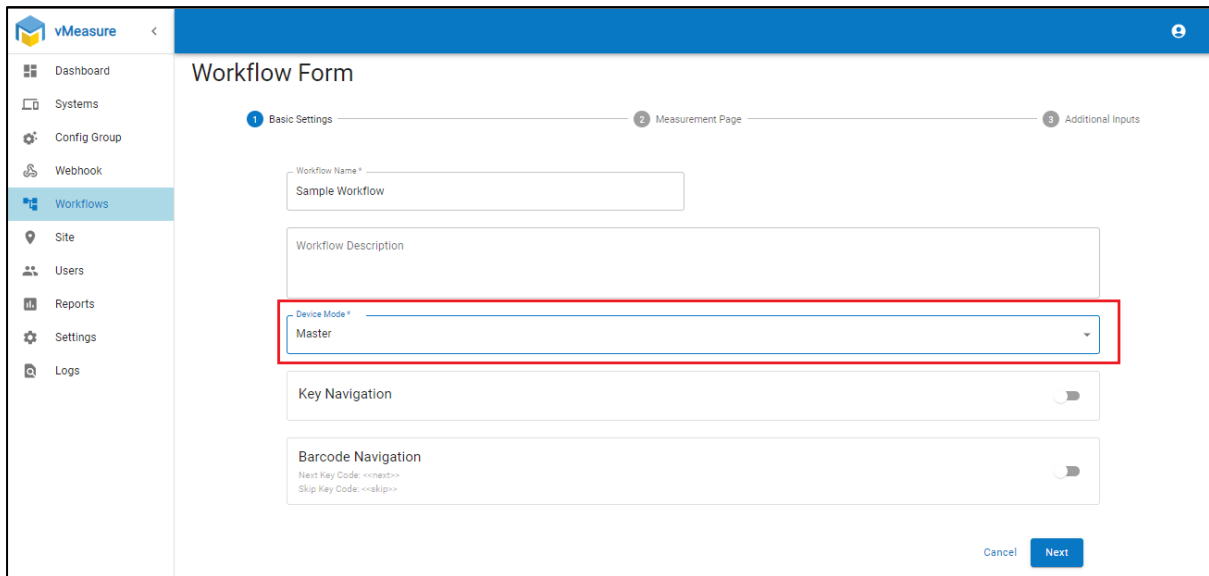 vMeasure
Dashboard
Systems
Config Group
Webhook
Workflows
Site
Users
Reports
Settings
Logs
Workflow Form
1 Basic Settings
2 Measurement Page
3 Additional Inputs
Workflow Name *
Sample Workflow
Workflow Description
Device Mode *
Master
Key Navigation
Barcode Navigation
Next Key Code: <<next>>
Skip Key Code: <<skip>>
Cancel Next